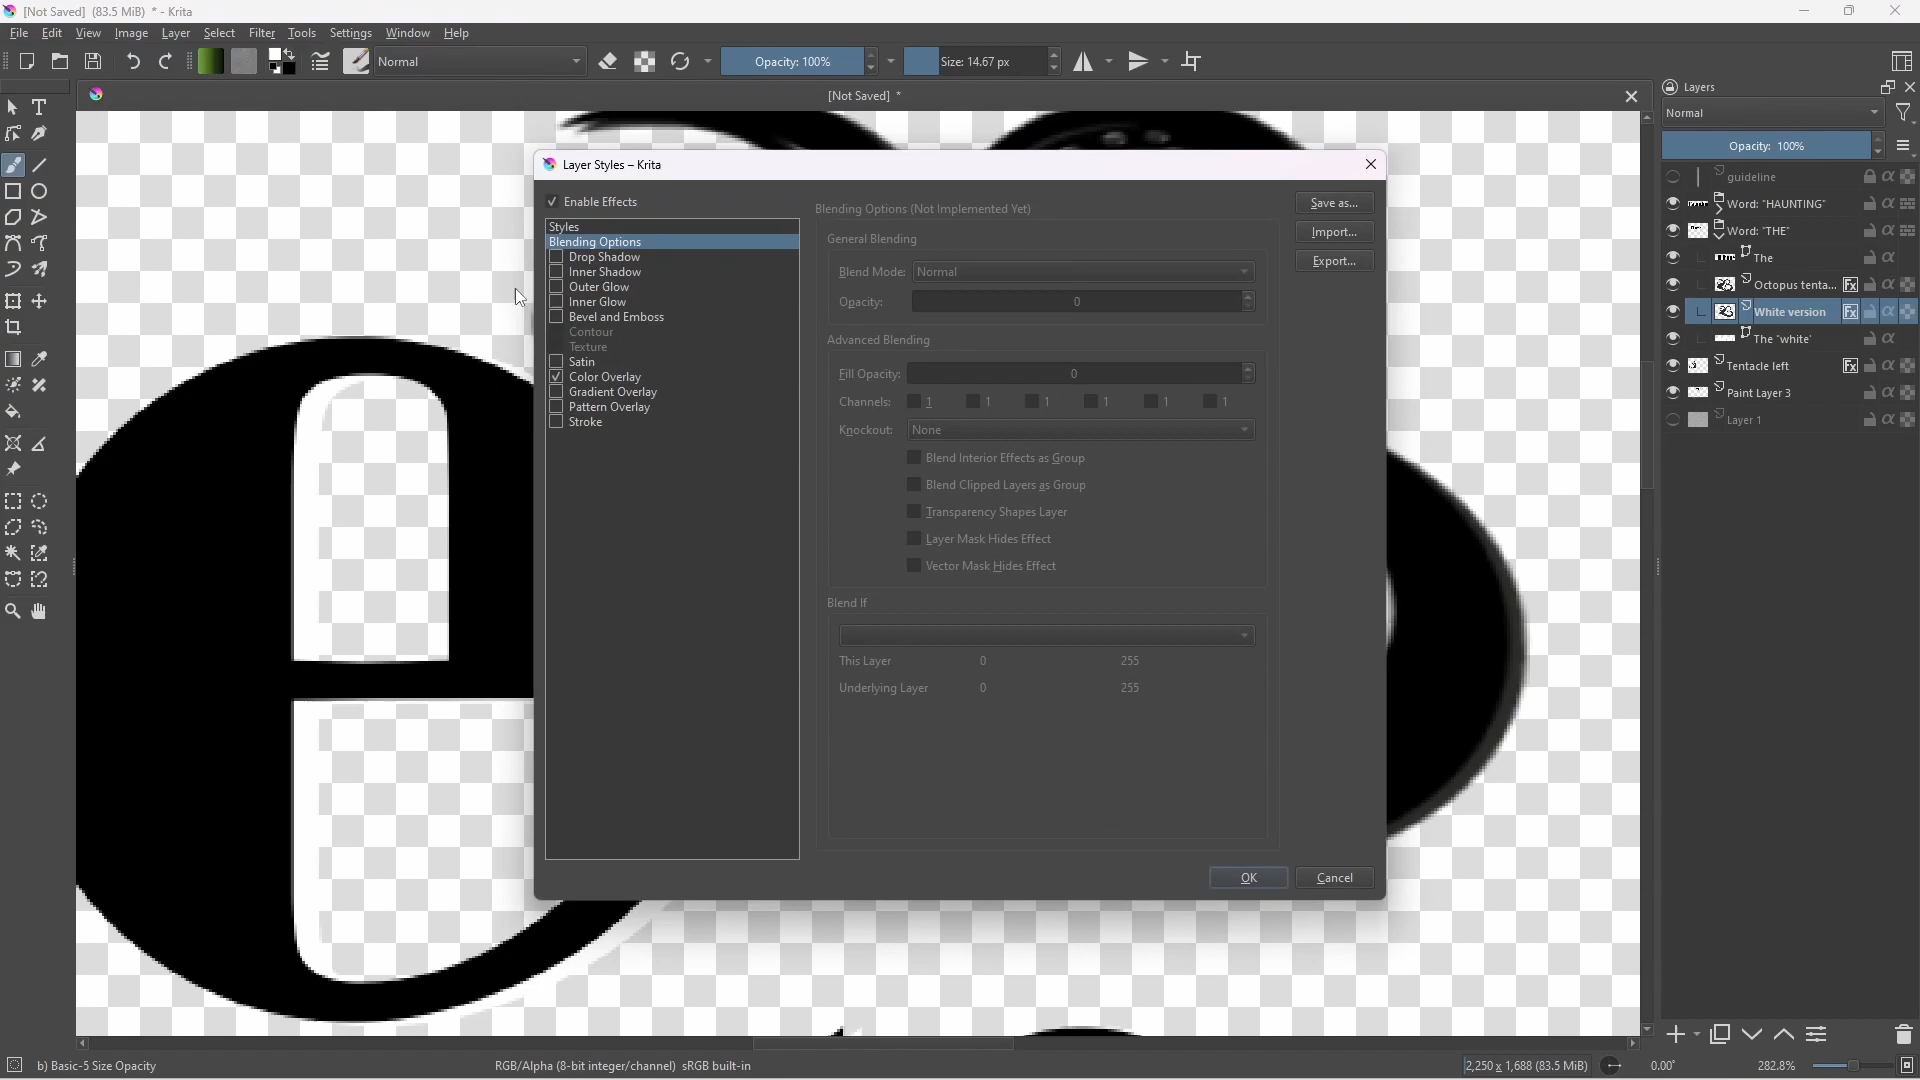 [Not Saved] (83.5 MiB) * - Krita
File Edit View Image Layer Select Filter Tools Settings Window Help
Normal
Opacity: 100%
Size: 14.67 px
[Not Saved] *
Layers
Normal
Opacity: 100%
guideline
Word: "HAUNTING"
Word: "THE"
The
Octopus tenta...
White version
The "white"
Tentacle left
Paint Layer 3
Layer 1
Layer Styles – Krita
Enable Effects
Styles
Blending Options
Drop Shadow
Inner Shadow
Outer Glow
Inner Glow
Bevel and Emboss
Contour
Texture
Satin
Color Overlay
Gradient Overlay
Pattern Overlay
Stroke
Blending Options (Not Implemented Yet)
General Blending
Blend Mode: Normal
Opacity: 0
Advanced Blending
Fill Opacity: 0
Channels: 1 1 1 1 1 1
Knockout: None
Blend Interior Effects as Group
Blend Clipped Layers as Group
Transparency Shapes Layer
Layer Mask Hides Effect
Vector Mask Hides Effect
Blend If
This Layer 0 255
Underlying Layer 0 255
Save as...
Import...
Export...
OK
Cancel
b) Basic-5 Size Opacity
RGB/Alpha (8-bit integer/channel) sRGB built-in
2,250 x 1,688 (83.5 MiB)
0.00°
282.8%